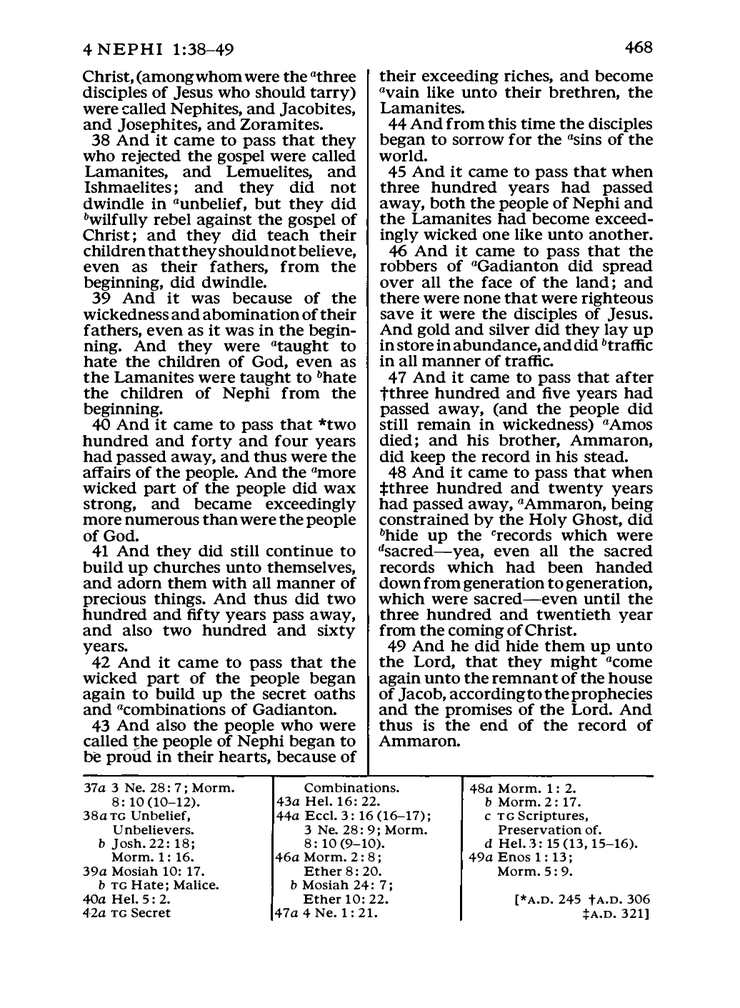 4 NEPHI 1:38–49
468
Christ, (among whom were the ᵃthree
disciples of Jesus who should tarry)
were called Nephites, and Jacobites,
and Josephites, and Zoramites.
38 And it came to pass that they
who rejected the gospel were called
Lamanites, and Lemuelites, and
Ishmaelites; and they did not
dwindle in ᵃunbelief, but they did
ᵇwilfully rebel against the gospel of
Christ; and they did teach their
children that they should not believe,
even as their fathers, from the
beginning, did dwindle.
39 And it was because of the
wickedness and abomination of their
fathers, even as it was in the begin-
ning. And they were ᵃtaught to
hate the children of God, even as
the Lamanites were taught to ᵇhate
the children of Nephi from the
beginning.
40 And it came to pass that *two
hundred and forty and four years
had passed away, and thus were the
affairs of the people. And the ᵃmore
wicked part of the people did wax
strong, and became exceedingly
more numerous than were the people
of God.
41 And they did still continue to
build up churches unto themselves,
and adorn them with all manner of
precious things. And thus did two
hundred and fifty years pass away,
and also two hundred and sixty
years.
42 And it came to pass that the
wicked part of the people began
again to build up the secret oaths
and ᵃcombinations of Gadianton.
43 And also the people who were
called the people of Nephi began to
be proud in their hearts, because of
their exceeding riches, and become
ᵃvain like unto their brethren, the
Lamanites.
44 And from this time the disciples
began to sorrow for the ᵃsins of the
world.
45 And it came to pass that when
three hundred years had passed
away, both the people of Nephi and
the Lamanites had become exceed-
ingly wicked one like unto another.
46 And it came to pass that the
robbers of ᵃGadianton did spread
over all the face of the land; and
there were none that were righteous
save it were the disciples of Jesus.
And gold and silver did they lay up
in store in abundance, and did ᵇtraffic
in all manner of traffic.
47 And it came to pass that after
†three hundred and five years had
passed away, (and the people did
still remain in wickedness) ᵃAmos
died; and his brother, Ammaron,
did keep the record in his stead.
48 And it came to pass that when
‡three hundred and twenty years
had passed away, ᵃAmmaron, being
constrained by the Holy Ghost, did
ᵇhide up the ᶜrecords which were
ᵈsacred—yea, even all the sacred
records which had been handed
down from generation to generation,
which were sacred—even until the
three hundred and twentieth year
from the coming of Christ.
49 And he did hide them up unto
the Lord, that they might ᵃcome
again unto the remnant of the house
of Jacob, according to the prophecies
and the promises of the Lord. And
thus is the end of the record of
Ammaron.
37a 3 Ne. 28: 7; Morm.
8: 10 (10–12).
38a TG Unbelief,
Unbelievers.
b Josh. 22: 18;
Morm. 1: 16.
39a Mosiah 10: 17.
b TG Hate; Malice.
40a Hel. 5: 2.
42a TG Secret
Combinations.
43a Hel. 16: 22.
44a Eccl. 3: 16 (16–17);
3 Ne. 28: 9; Morm.
8: 10 (9–10).
46a Morm. 2: 8;
Ether 8: 20.
b Mosiah 24: 7;
Ether 10: 22.
47a 4 Ne. 1: 21.
48a Morm. 1: 2.
b Morm. 2: 17.
c TG Scriptures,
Preservation of.
d Hel. 3: 15 (13, 15–16).
49a Enos 1: 13;
Morm. 5: 9.
[*A.D. 245 †A.D. 306
‡A.D. 321]